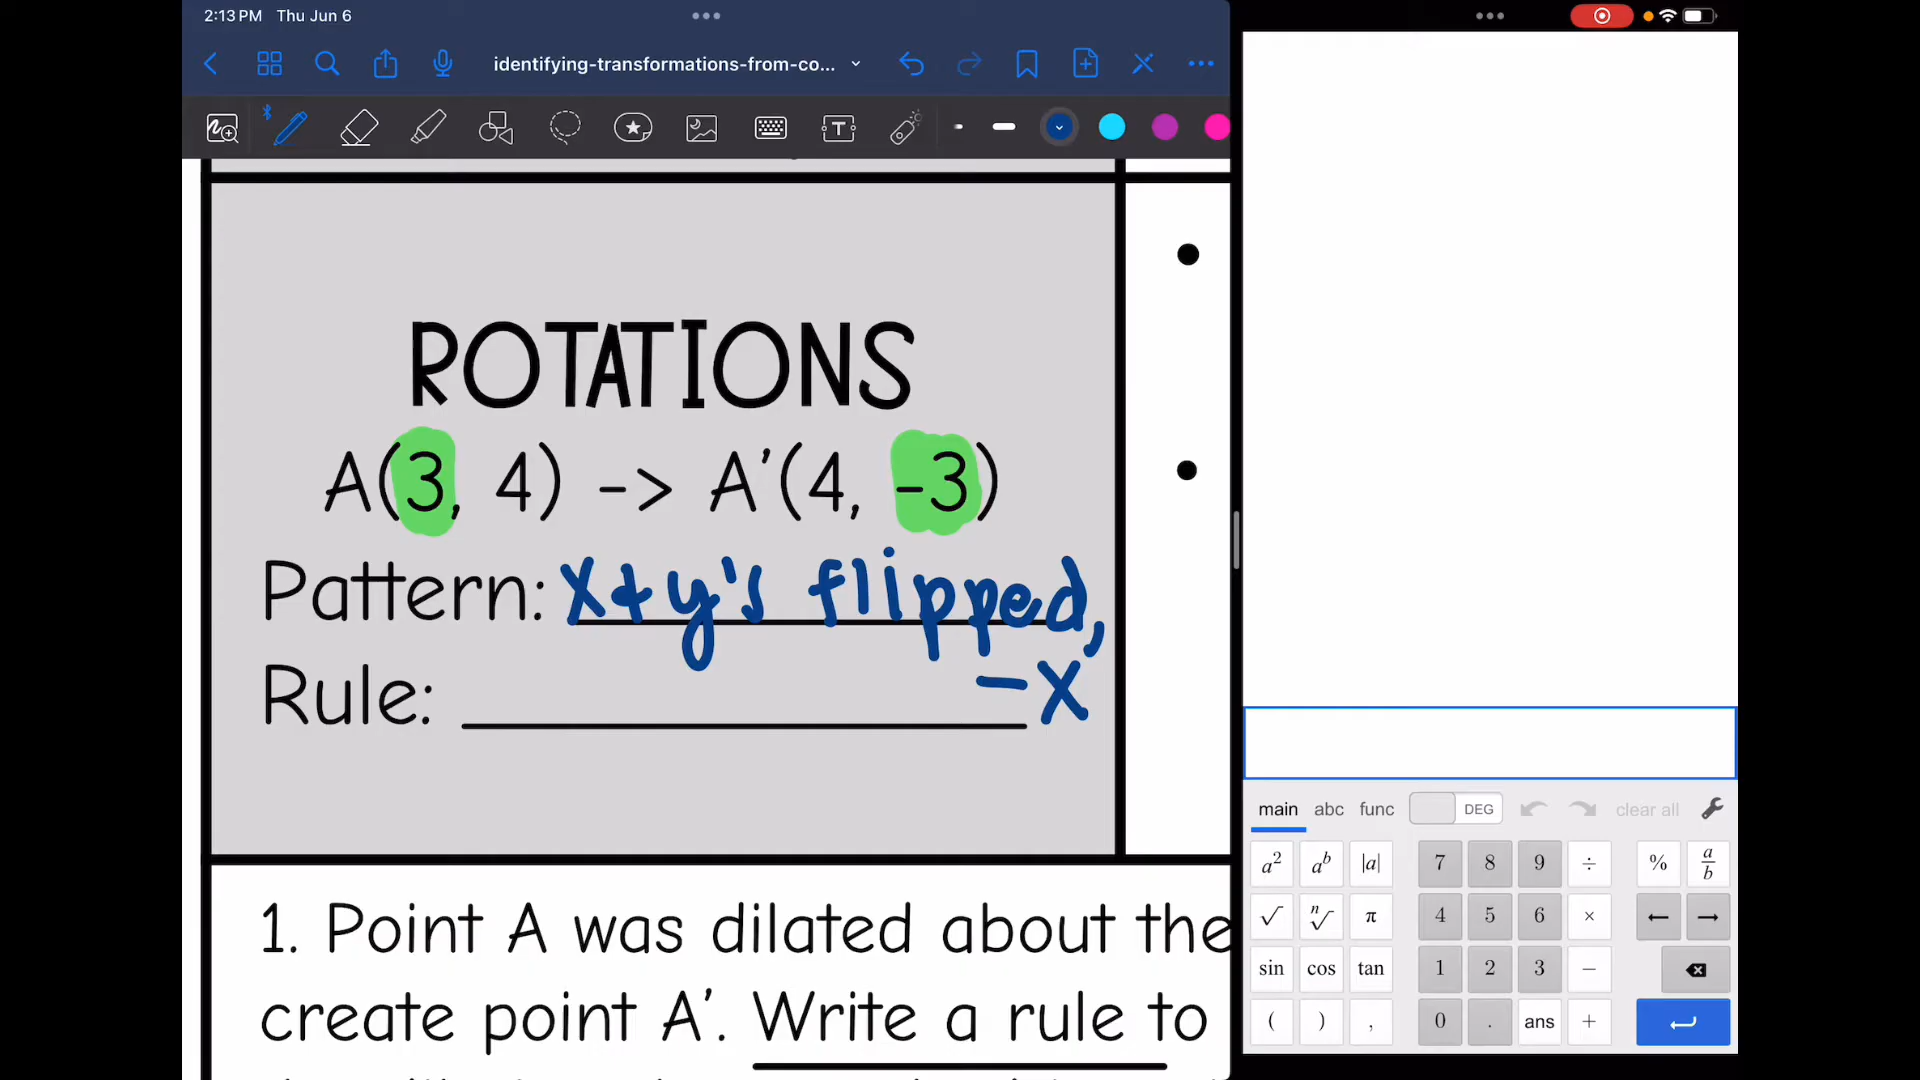 2:13 PM Thu Jun 6
identifying-transformations-from-co...
T
ROTATIONS
A(3, 4) -> A'(4, -3)
Pattern: x+y's flipped,
-x
Rule:
1. Point A was dilated about the
create point A'. Write a rule to
main abc func DEG clear all
a² aᵇ |a| 7 8 9 ÷ % a/b
√ ⁿ√ π 4 5 6 × ← →
sin cos tan 1 2 3 −
( ) , 0 . ans +